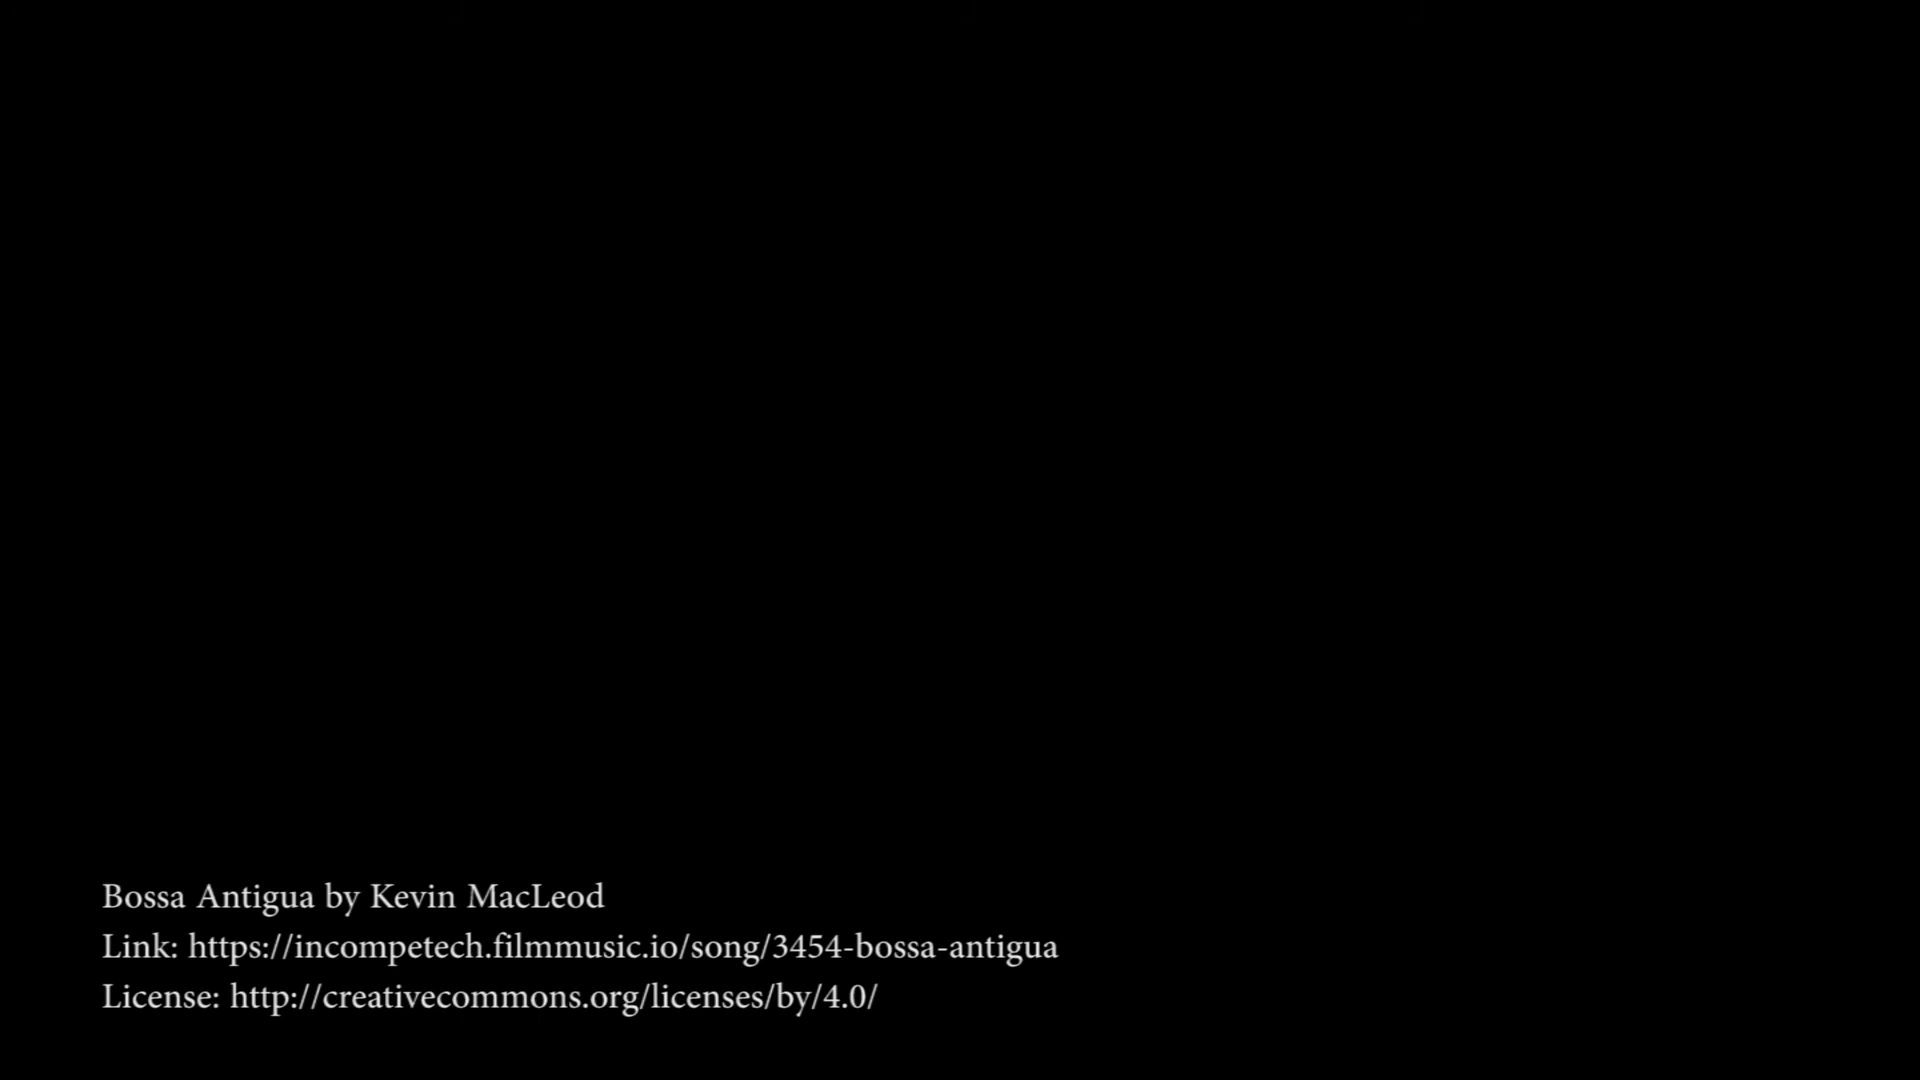 Bossa Antigua by Kevin MacLeod
Link: https://incompetech.filmmusic.io/song/3454-bossa-antigua
License: http://creativecommons.org/licenses/by/4.0/